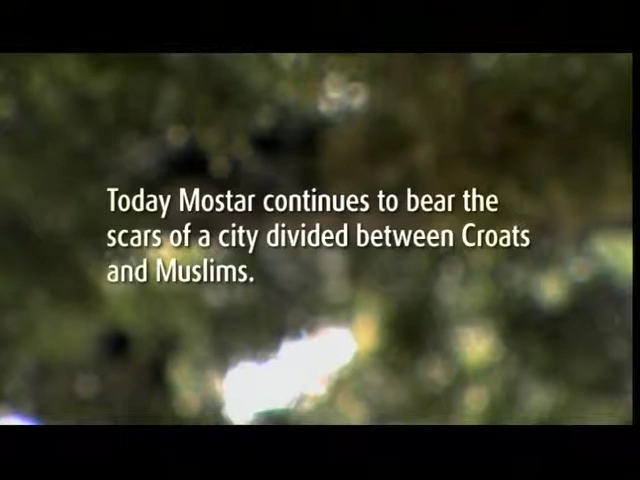 Today Mostar continues to bear the
scars of a city divided between Croats
and Muslims.